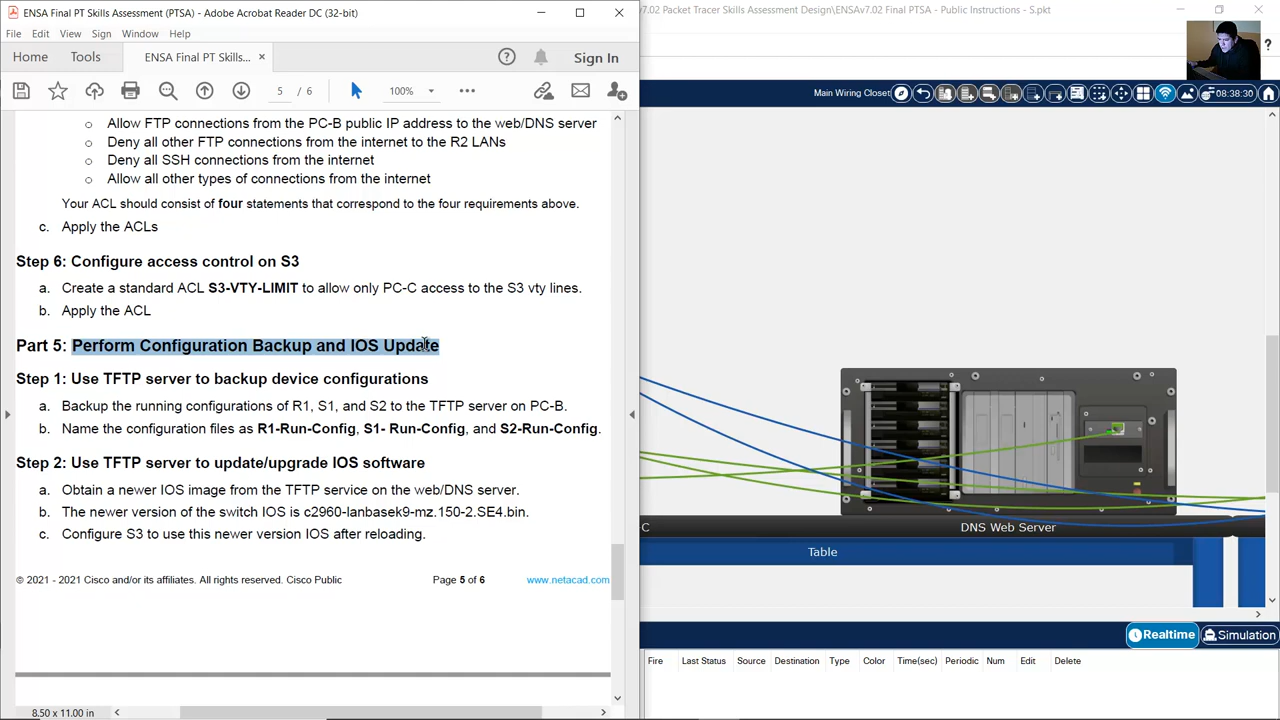 ENSA Final PT Skills Assessment (PTSA) - Adobe Acrobat Reader DC (32-bit)
v7.02 Packet Tracer Skills Assessment Design\ENSAv7.02 Final PTSA - Public Instructions - S.pkt
File Edit View Sign Window Help
Home Tools ENSA Final PT Skills... Sign In
5 / 6 100%
Main Wiring Closet 08:38:30
o Allow FTP connections from the PC-B public IP address to the web/DNS server
o Deny all other FTP connections from the internet to the R2 LANs
o Deny all SSH connections from the internet
o Allow all other types of connections from the internet
Your ACL should consist of four statements that correspond to the four requirements above.
c. Apply the ACLs
Step 6: Configure access control on S3
a. Create a standard ACL S3-VTY-LIMIT to allow only PC-C access to the S3 vty lines.
b. Apply the ACL
Part 5: Perform Configuration Backup and IOS Update
Step 1: Use TFTP server to backup device configurations
a. Backup the running configurations of R1, S1, and S2 to the TFTP server on PC-B.
b. Name the configuration files as R1-Run-Config, S1- Run-Config, and S2-Run-Config.
Step 2: Use TFTP server to update/upgrade IOS software
a. Obtain a newer IOS image from the TFTP service on the web/DNS server.
b. The newer version of the switch IOS is c2960-lanbasek9-mz.150-2.SE4.bin.
c. Configure S3 to use this newer version IOS after reloading.
© 2021 - 2021 Cisco and/or its affiliates. All rights reserved. Cisco Public Page 5 of 6 www.netacad.com
8.50 x 11.00 in
C DNS Web Server
Table
Realtime Simulation
Fire Last Status Source Destination Type Color Time(sec) Periodic Num Edit Delete